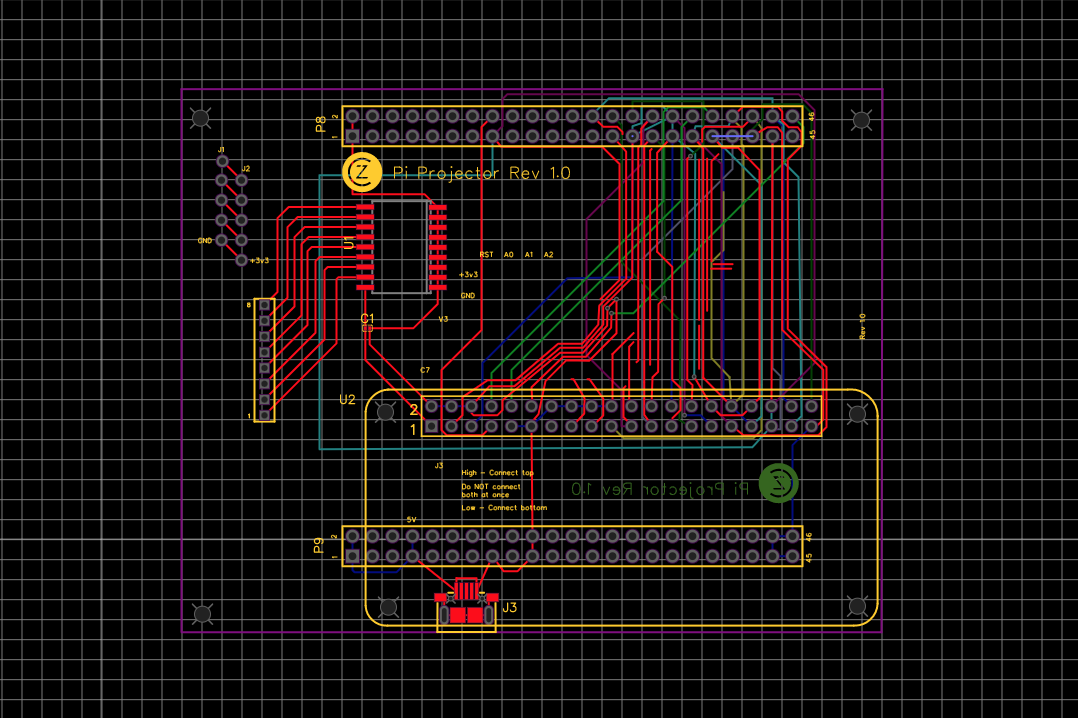 P8
2
1
46
45
Z
Pi Projector Rev 1.0
J1
J2
GND
+3v3
U1
RST A0 A1 A2
+3v3
GND
8
1
C1
V3
Rev 1.0
C7
U2
2
1
J3
High - Connect top
Do NOT connect
both at once
Low - Connect bottom
Pi Projector Rev 1.0
Z
5V
P9
2
1
46
45
J3